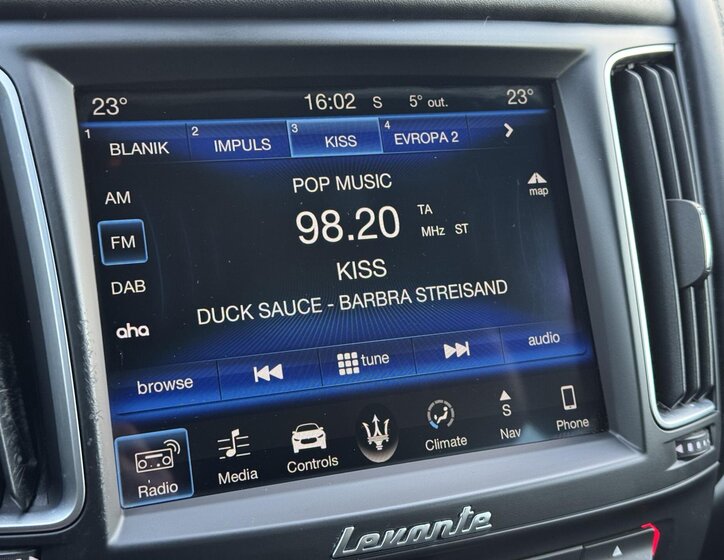 23° 16:02 S 5° out. 23°
1 BLANIK 2 IMPULS 3 KISS 4 EVROPA 2
AM
POP MUSIC
map
FM
98.20 TA MHz ST
KISS
DAB
DUCK SAUCE - BARBRA STREISAND
aha
browse tune audio
Radio Media Controls Climate S Nav Phone
Levante